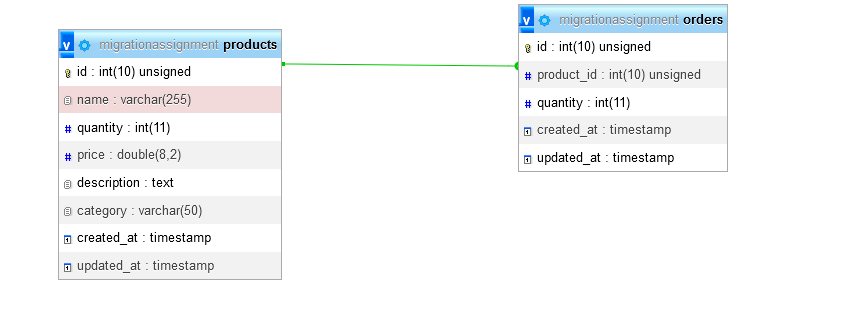 v migrationassignment products
id : int(10) unsigned
name : varchar(255)
quantity : int(11)
price : double(8,2)
description : text
category : varchar(50)
created_at : timestamp
updated_at : timestamp
v migrationassignment orders
id : int(10) unsigned
product_id : int(10) unsigned
quantity : int(11)
created_at : timestamp
updated_at : timestamp